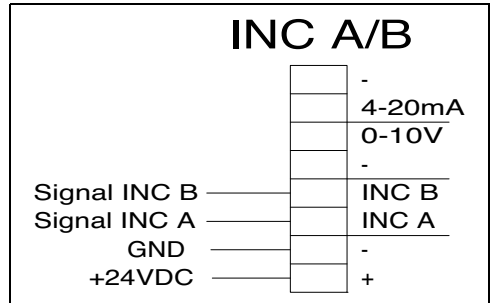 INC A/B
-
4-20mA
0-10V
-
Signal INC B INC B
Signal INC A INC A
GND -
+24VDC +